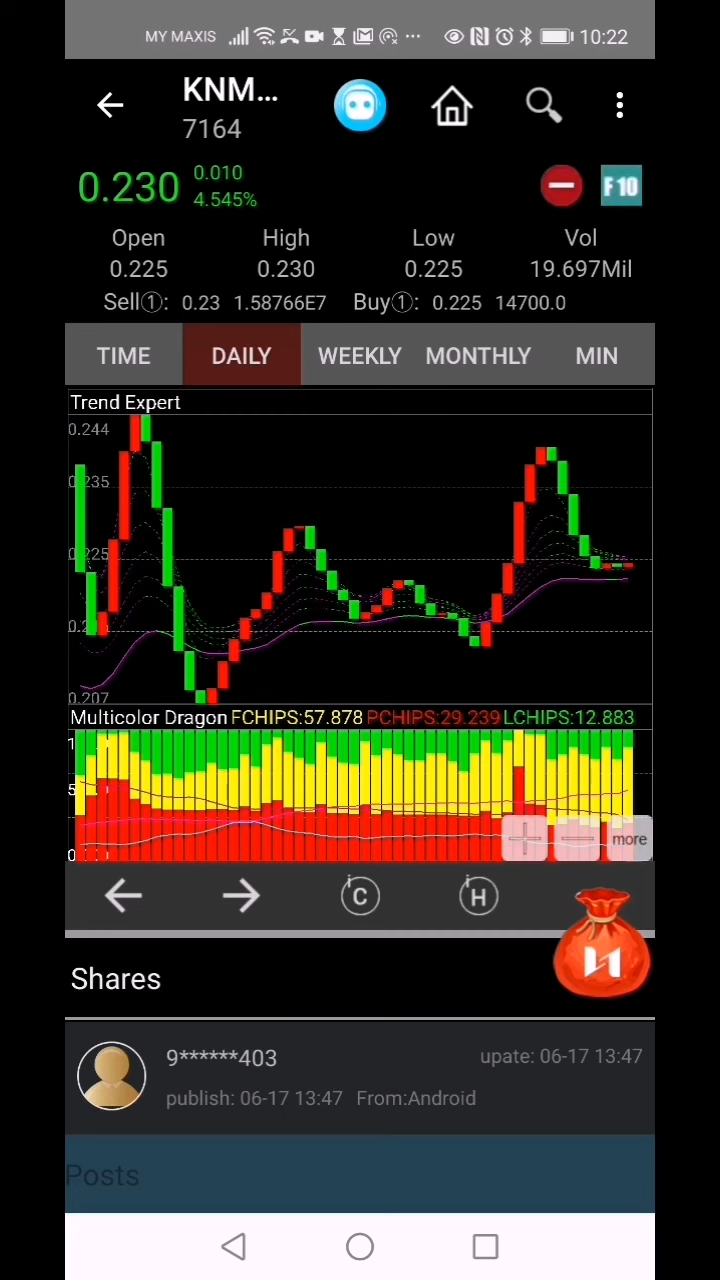 MY MAXIS 10:22
KNM...
7164
0.230 0.010
4.545%
F10
Open High Low Vol
0.225 0.230 0.225 19.697Mil
Sell①: 0.23 1.58766E7 Buy①: 0.225 14700.0
TIME DAILY WEEKLY MONTHLY MIN
Trend Expert
0.244
0.235
0.225
0.207
Multicolor Dragon FCHIPS:57.878 PCHIPS:29.239 LCHIPS:12.883
more
C H
Shares
9******403 upate: 06-17 13:47
publish: 06-17 13:47 From:Android
Posts